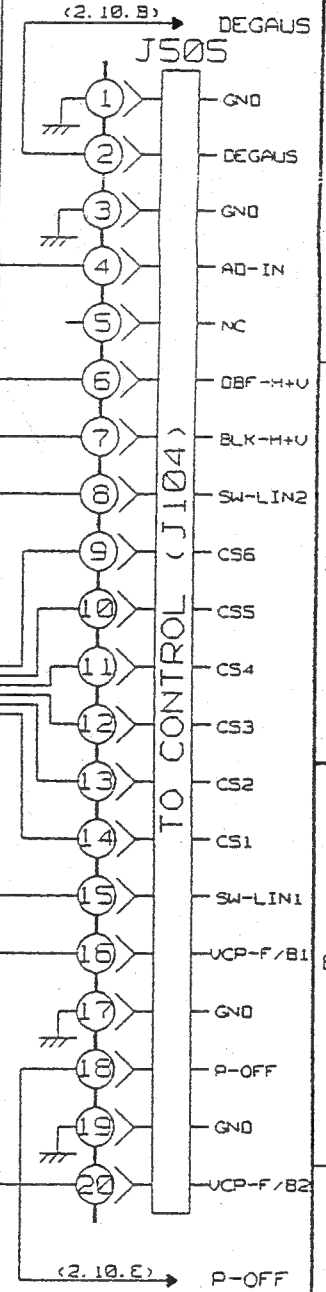 (2.10.B) DEGAUS
J505
1 GND
2 DEGAUS
3 GND
4 AD-IN
5 NC
6 DBF-H+V
7 BLK-H+V
8 SW-LIN2
9 CS6
10 CS5
11 CS4
12 CS3
13 CS2
14 CS1
15 SW-LIN1
16 VCP-F/B1
17 GND
18 P-OFF
19 GND
20 VCP-F/B2
TO CONTROL (J104)
(2.10.E) P-OFF